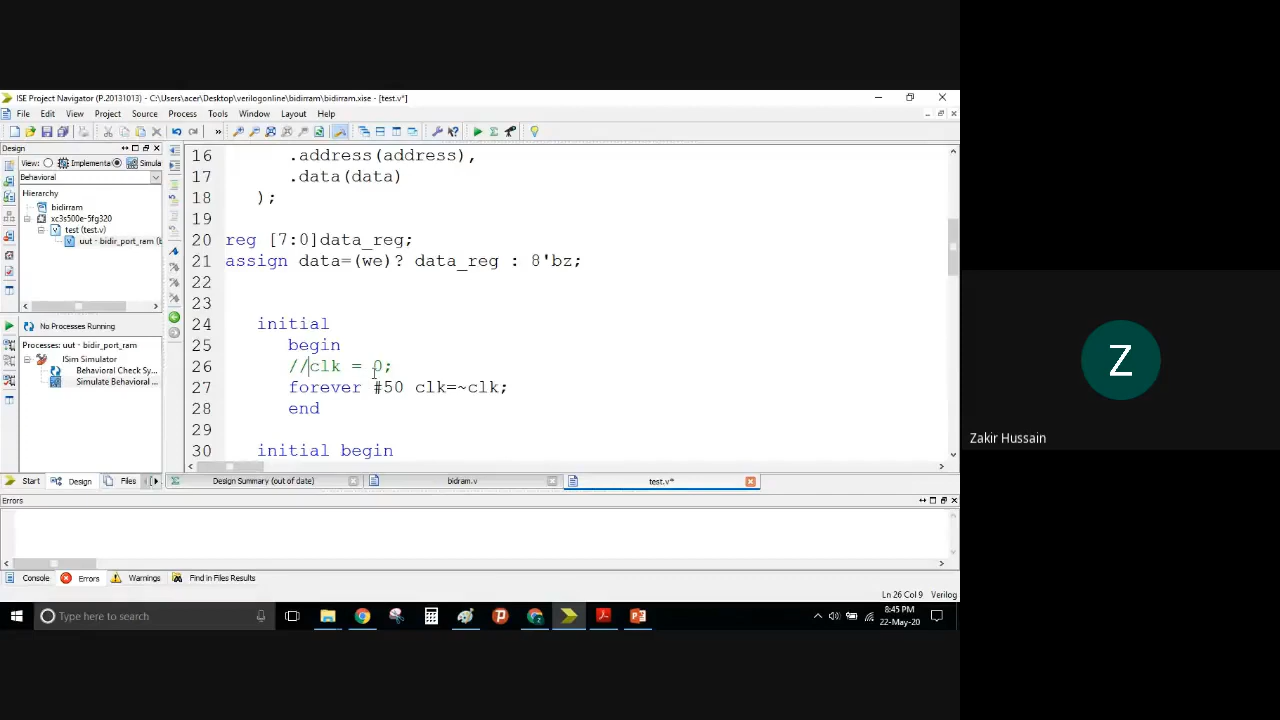 ISE Project Navigator (P.20131013) - C:\Users\acer\Desktop\verilogonline\bidirram\bidirram.xise - [test.v*]
File Edit View Project Source Process Tools Window Layout Help
Design
View: Implementa Simula
Behavioral
Hierarchy
bidirram
xc3s500e-5fg320
test (test.v)
uut - bidir_port_ram (b
No Processes Running
Processes: uut - bidir_port_ram
ISim Simulator
Behavioral Check Sy...
Simulate Behavioral ...
Start Design Files
16 .address(address),
17 .data(data)
18 );
19
20 reg [7:0]data_reg;
21 assign data=(we)? data_reg : 8'bz;
22
23
24 initial
25 begin
26 //clk = 0;
27 forever #50 clk=~clk;
28 end
29
30 initial begin
Design Summary (out of date) bidram.v test.v*
Errors
Console Errors Warnings Find in Files Results
Ln 26 Col 9 Verilog
Type here to search
8:45 PM
22-May-20
Z
Zakir Hussain